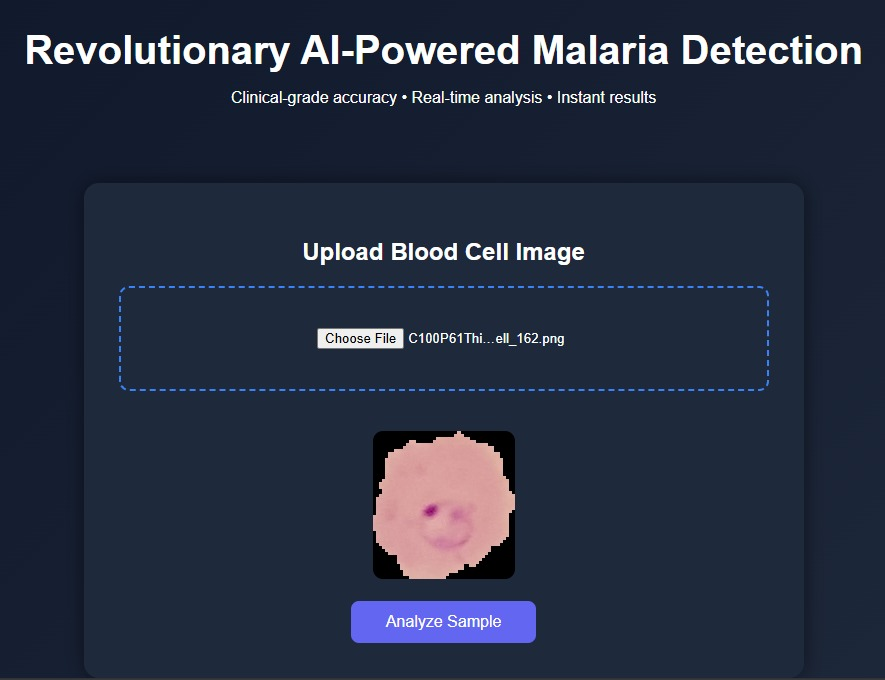 Revolutionary AI-Powered Malaria Detection
Clinical-grade accuracy • Real-time analysis • Instant results
Upload Blood Cell Image
Choose File C100P61Thi...ell_162.png
Analyze Sample